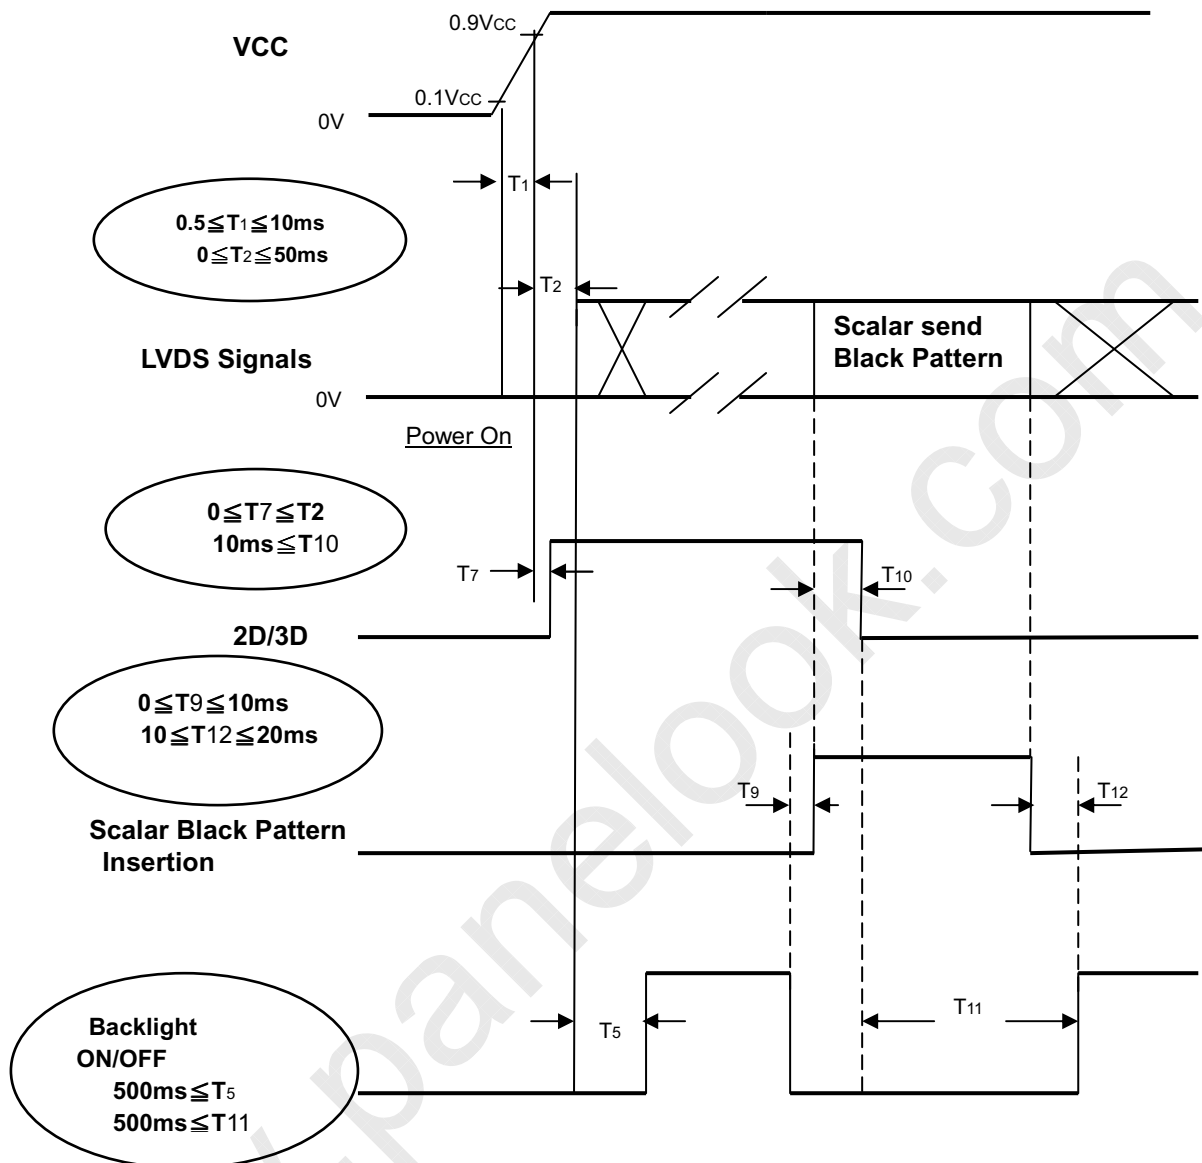 0.9VCC
VCC
0.1VCC
0V
T1
0.5≦T1≦10ms
0≦T2≦50ms
T2
Scalar send
Black Pattern
LVDS Signals
0V
Power On
0≦T7≦T2
10ms≦T10
T7
T10
2D/3D
0≦T9≦10ms
10≦T12≦20ms
T9
T12
Scalar Black Pattern
Insertion
T11
Backlight
ON/OFF
T5
500ms≦T5
500ms≦T11
.panelook.com